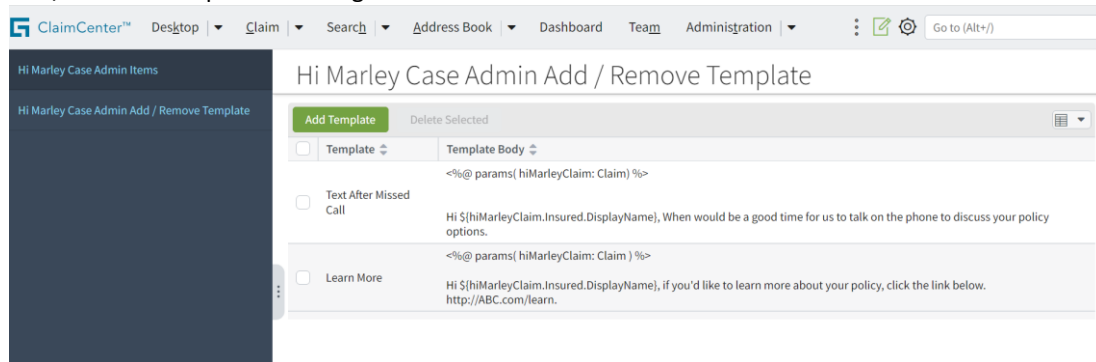 ClaimCenter™ Desktop Claim Search Address Book Dashboard Team Administration Go to (Alt+/)
Hi Marley Case Admin Items
Hi Marley Case Admin Add / Remove Template
Hi Marley Case Admin Add / Remove Template
Add Template Delete Selected
Template Template Body
<%@ params( hiMarleyClaim: Claim) %>
Text After Missed
Call
Hi ${hiMarleyClaim.Insured.DisplayName}, When would be a good time for us to talk on the phone to discuss your policy
options.
<%@ params( hiMarleyClaim: Claim ) %>
Learn More
Hi ${hiMarleyClaim.Insured.DisplayName}, if you'd like to learn more about your policy, click the link below.
http://ABC.com/learn.